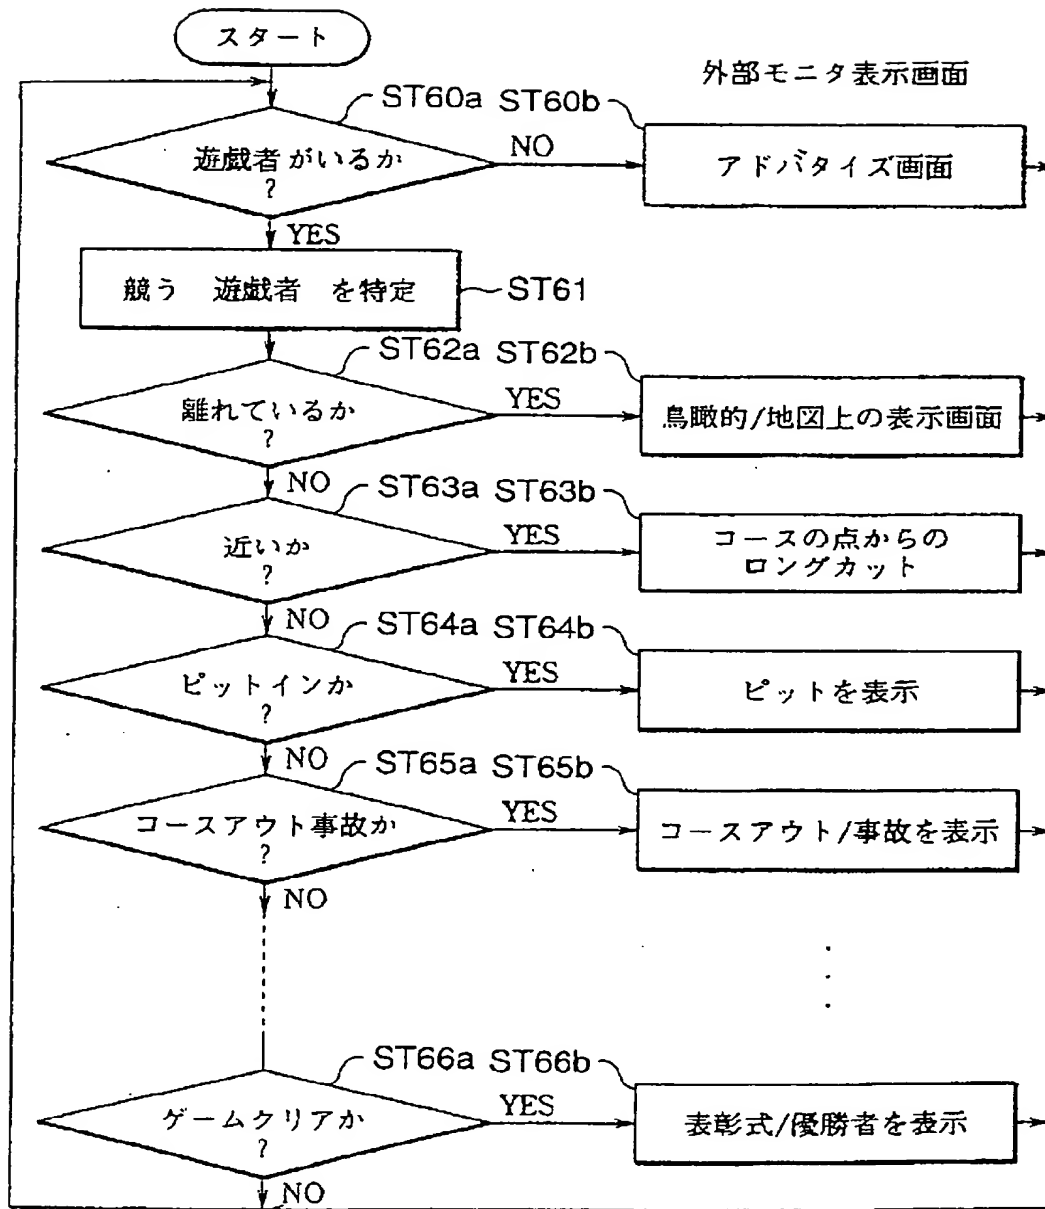 スタート
外部モニタ表示画面
ST60a ST60b
遊戯者がいるか
?
NO
アドバタイズ画面
YES
競う 遊戯者 を特定
ST61
ST62a ST62b
離れているか
?
YES
鳥瞰的/地図上の表示画面
NO
ST63a ST63b
近いか
?
YES
コースの点からの
ロングカット
NO
ST64a ST64b
ピットインか
?
YES
ピットを表示
NO
ST65a ST65b
コースアウト事故か
?
YES
コースアウト/事故を表示
NO
ST66a ST66b
ゲームクリアか
?
YES
表彰式/優勝者を表示
NO